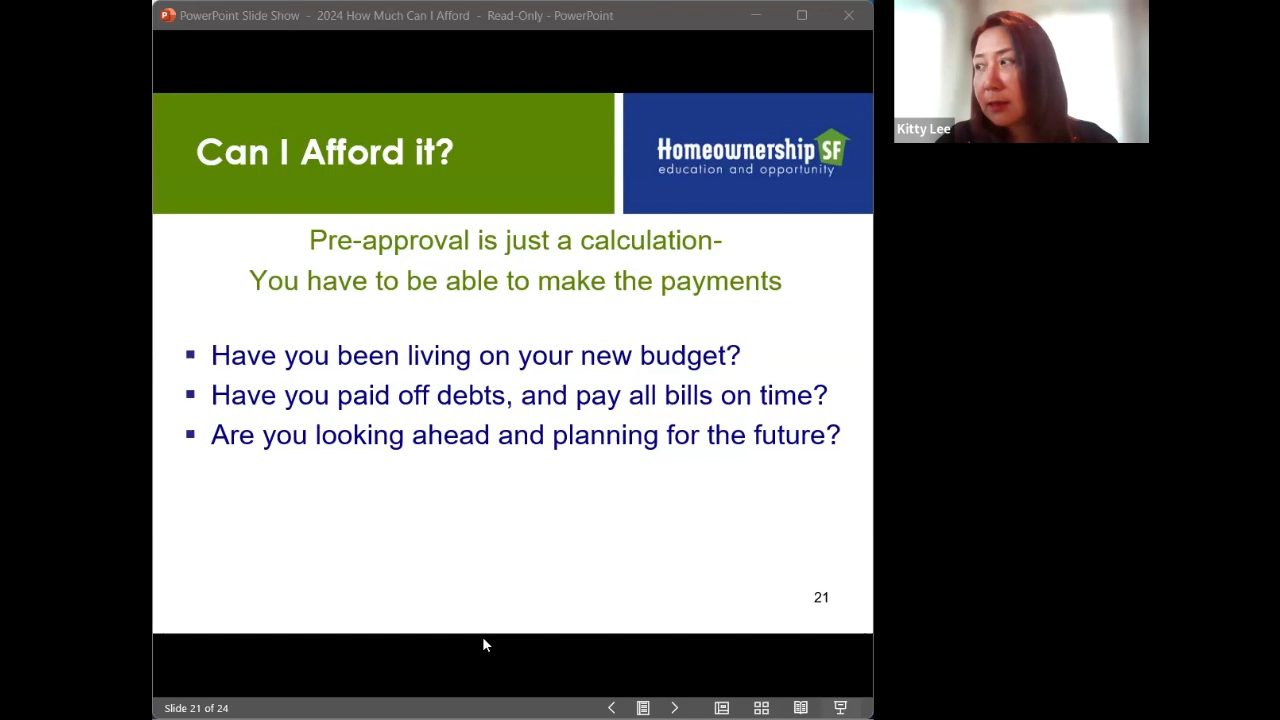 PowerPoint Slide Show - 2024 How Much Can I Afford - Read-Only - PowerPoint
Can I Afford it?
Homeownership SF
education and opportunity
Kitty Lee
Pre-approval is just a calculation-
You have to be able to make the payments
▪ Have you been living on your new budget?
▪ Have you paid off debts, and pay all bills on time?
▪ Are you looking ahead and planning for the future?
21
Slide 21 of 24